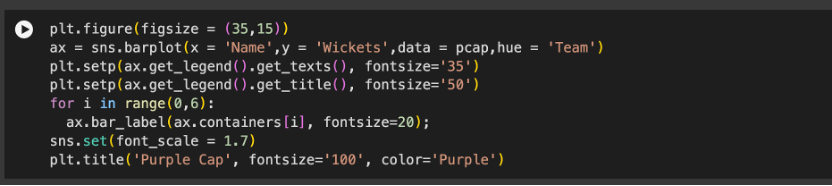 plt.figure(figsize = (35,15))
ax = sns.barplot(x = 'Name',y = 'Wickets',data = pcap,hue = 'Team')
plt.setp(ax.get_legend().get_texts(), fontsize='35')
plt.setp(ax.get_legend().get_title(), fontsize='50')
for i in range(0,6):
  ax.bar_label(ax.containers[i], fontsize=20);
sns.set(font_scale = 1.7)
plt.title('Purple Cap', fontsize='100', color='Purple')